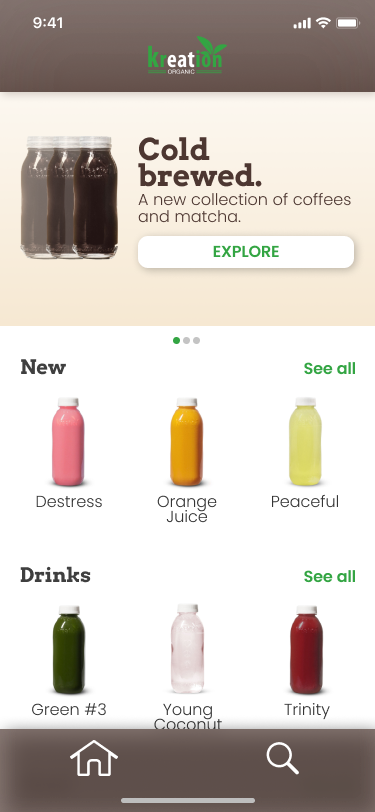 9:41
kreation
ORGANIC
Cold
brewed.
A new collection of coffees
and matcha.
EXPLORE
New
See all
Destress
Orange
Juice
Peaceful
Drinks
See all
Green #3
Young
Coconut
Trinity